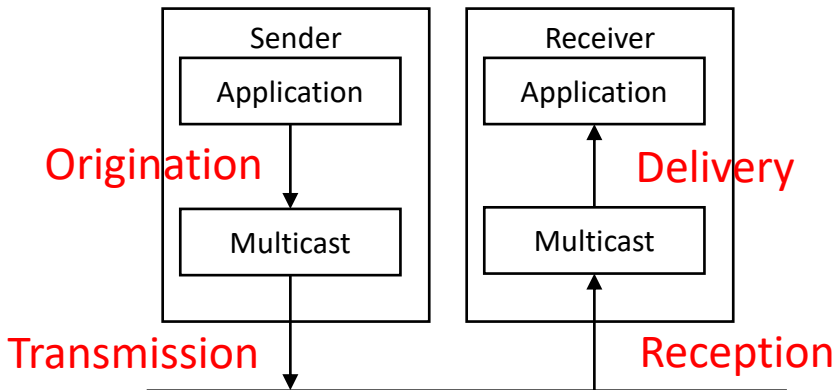 Sender
Receiver
Application
Application
Origination
Delivery
Multicast
Multicast
Transmission
Reception